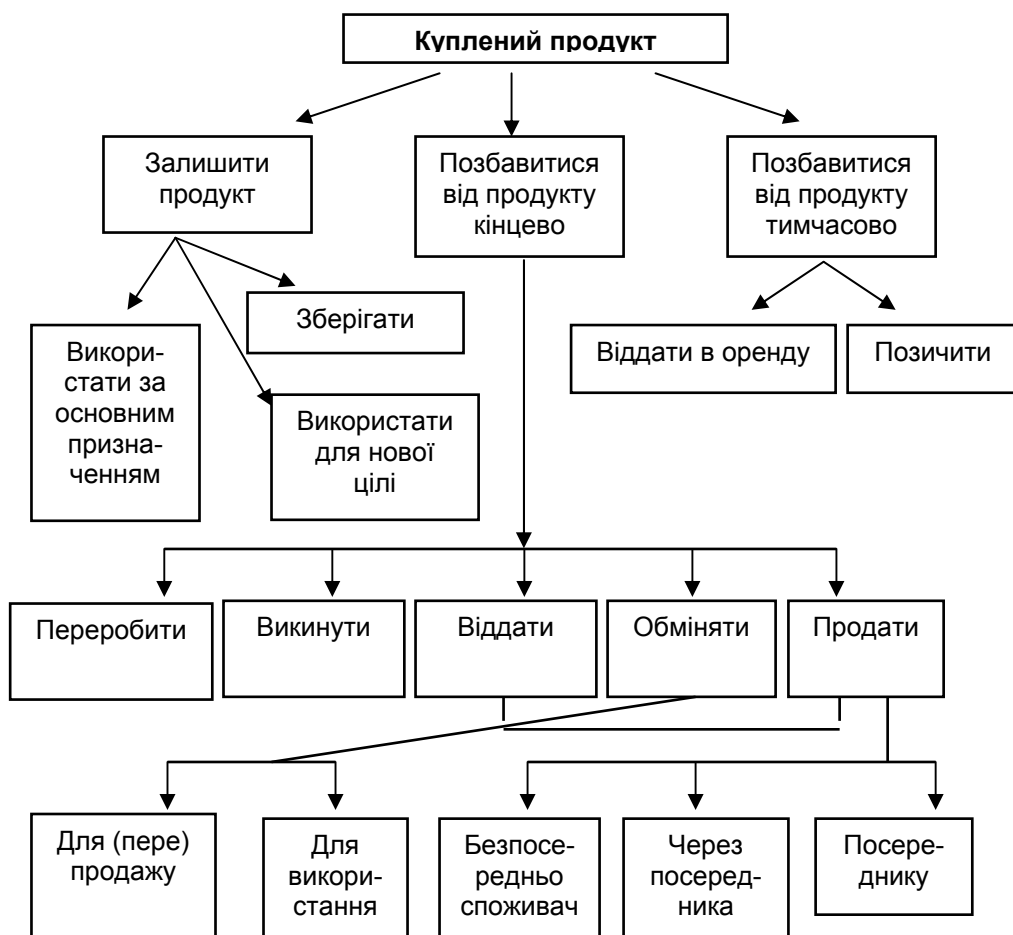 Куплений продукт
Залишити
продукт
Позбавитися
від продукту
кінцево
Позбавитися
від продукту
тимчасово
Зберігати
Викори-
стати за
основним
призна-
ченням
Використати
для нової
цілі
Віддати в оренду
Позичити
Переробити
Викинути
Віддати
Обміняти
Продати
Для (пере)
продажу
Для
викори-
стання
Безпосе-
редньо
споживач
Через
посеред-
ника
Посере-
днику